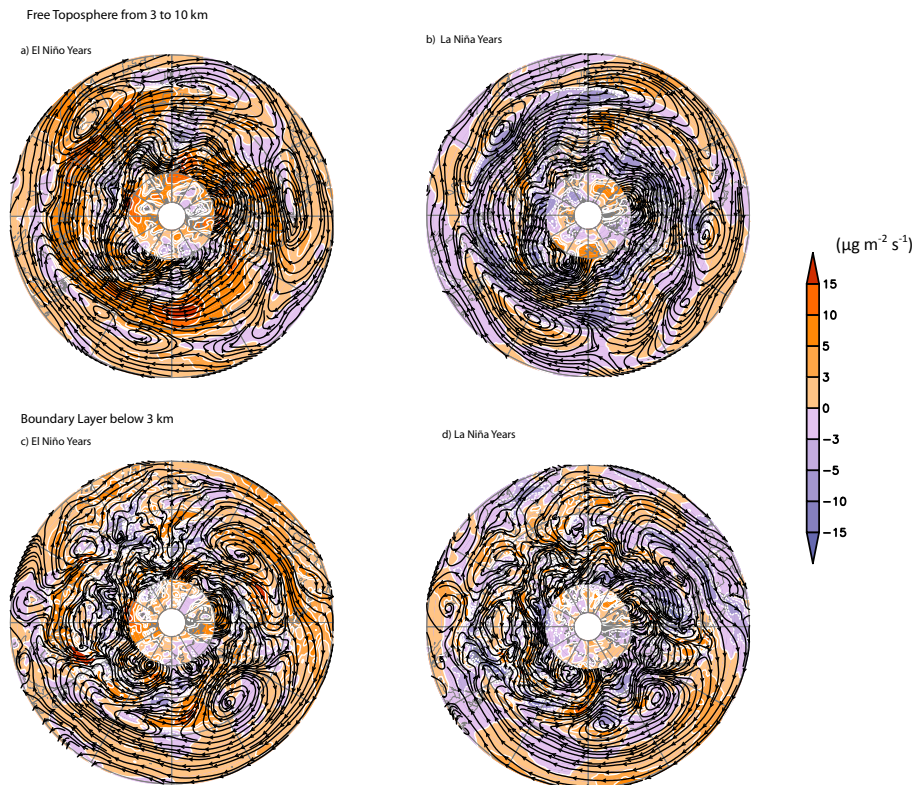 Free Toposphere from 3 to 10 km
a) El Niño Years
b) La Niña Years
(µg m⁻² s⁻¹)
15
10
5
3
0
−3
−5
−10
−15
Boundary Layer below 3 km
c) El Niño Years
d) La Niña Years